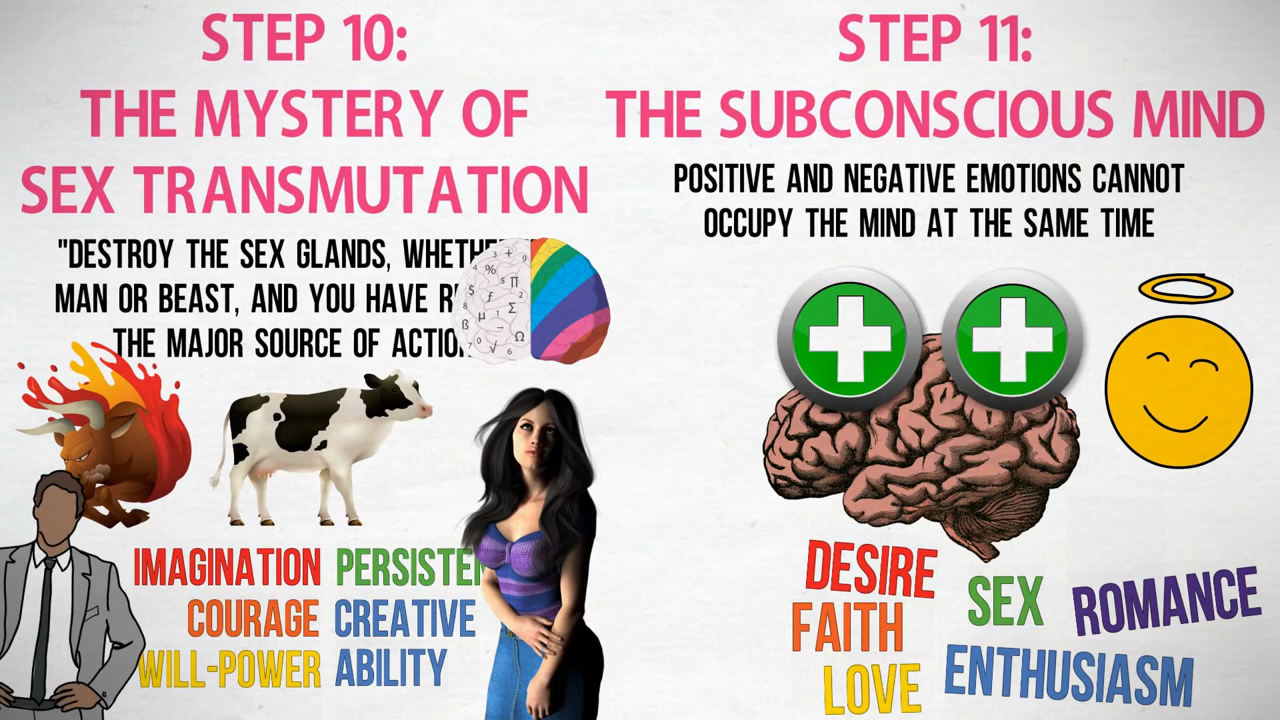 STEP 10:
THE MYSTERY OF
SEX TRANSMUTATION
"DESTROY THE SEX GLANDS,
MAN OR BEAST, AND YOU HAVE
THE MAJOR SOURCE OF
IMAGINATION
COURAGE CREATIVE
WILL-POWER ABILITY
STEP 11:
THE SUBCONSCIOUS MIND
POSITIVE AND NEGATIVE EMOTIONS CANNOT
OCCUPY THE MIND AT THE SAME TIME
DESIRE
FAITH
LOVE
SEX
ROMANCE
ENTHUSIASM